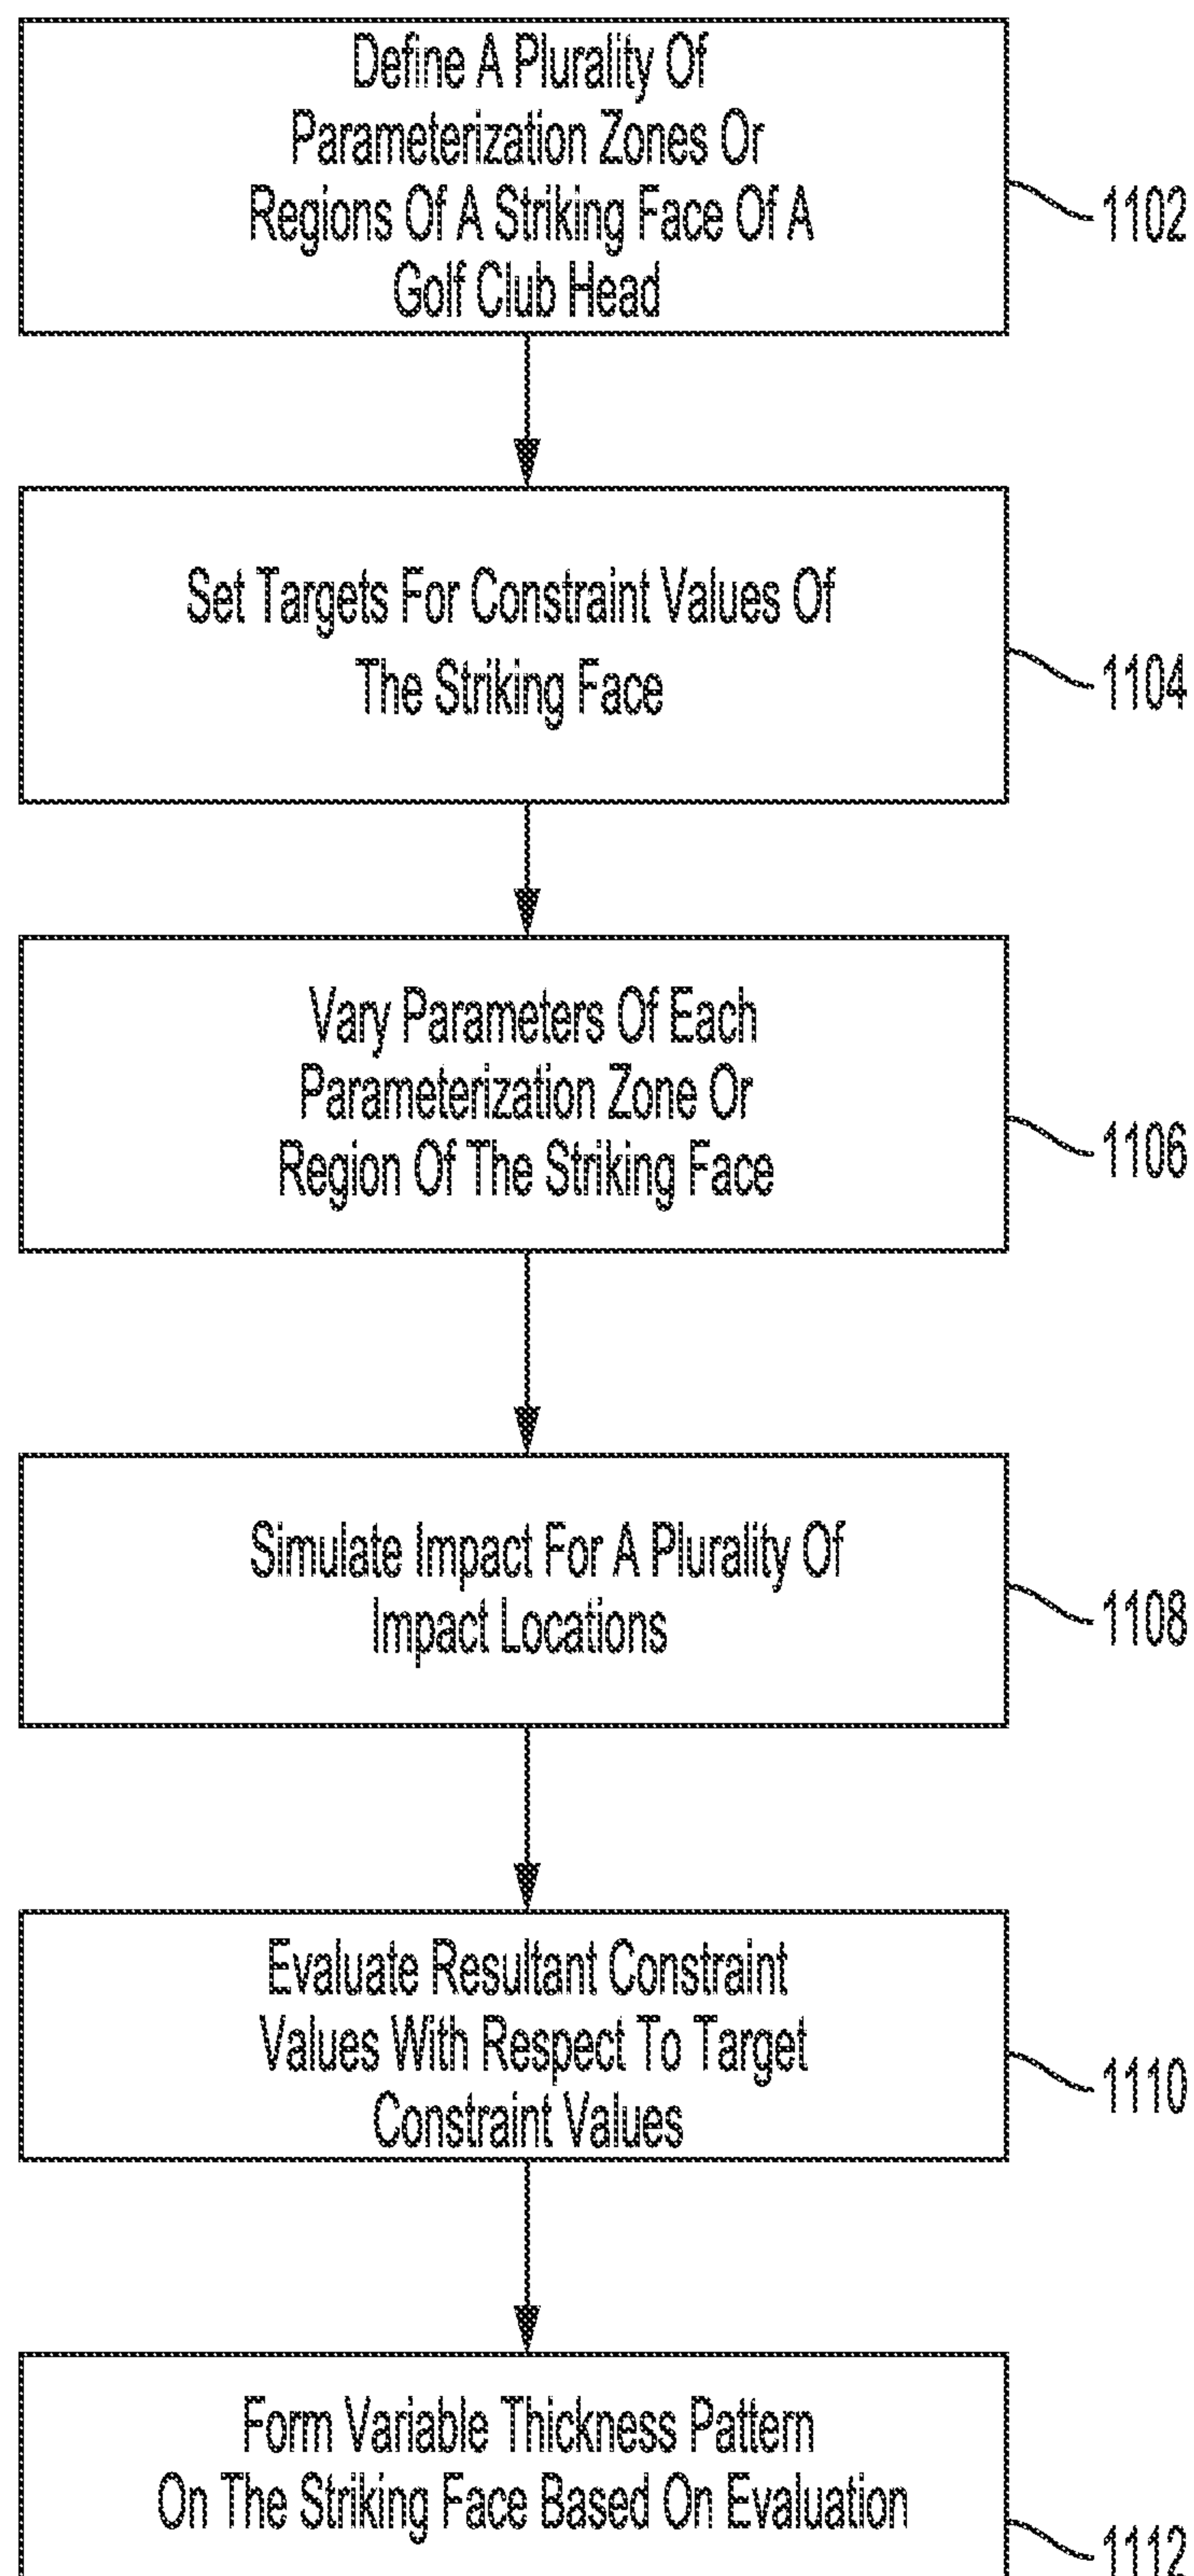 Define A Plurality Of
Parameterization Zones Or
Regions Of A Striking Face Of A
Golf Club Head
1102
Set Targets For Constraint Values Of
The Striking Face
1104
Vary Parameters Of Each
Parameterization Zone Or
Region Of The Striking Face
1106
Simulate Impact For A Plurality Of
Impact Locations
1108
Evaluate Resultant Constraint
Values With Respect To Target
Constraint Values
1110
Form Variable Thickness Pattern
On The Striking Face Based On Evaluation
1112